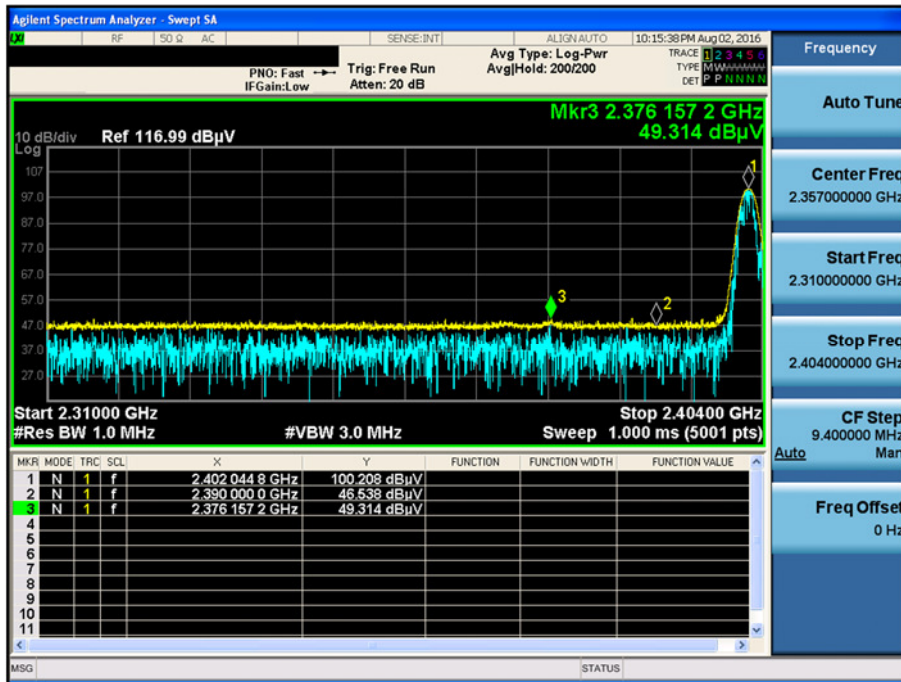 Agilent Spectrum Analyzer - Swept SA
LXI RF 50 Ω AC SENSE:INT ALIGN AUTO 10:15:38 PM Aug 02, 2016
Frequency
PNO: Fast Trig: Free Run Avg Type: Log-Pwr TRACE 1 2 3 4 5 6
IFGain:Low Atten: 20 dB Avg|Hold: 200/200 TYPE MWWWWW
DET P P N N N N
Auto Tune
Mkr3 2.376 157 2 GHz
49.314 dBµV
10 dB/div Ref 116.99 dBµV
Log
107
97.0
87.0
77.0
67.0
57.0
47.0
37.0
27.0
1
3
2
Center Freq
2.357000000 GHz
Start Freq
2.310000000 GHz
Stop Freq
2.404000000 GHz
Start 2.31000 GHz Stop 2.40400 GHz
#Res BW 1.0 MHz #VBW 3.0 MHz Sweep 1.000 ms (5001 pts)
CF Step
9.400000 MHz
Auto Man
Freq Offset
0 Hz
MKR MODE TRC SCL X Y FUNCTION FUNCTION WIDTH FUNCTION VALUE
1 N 1 f 2.402 044 8 GHz 100.208 dBµV
2 N 1 f 2.390 000 0 GHz 46.538 dBµV
3 N 1 f 2.376 157 2 GHz 49.314 dBµV
4
5
6
7
8
9
10
11
MSG STATUS